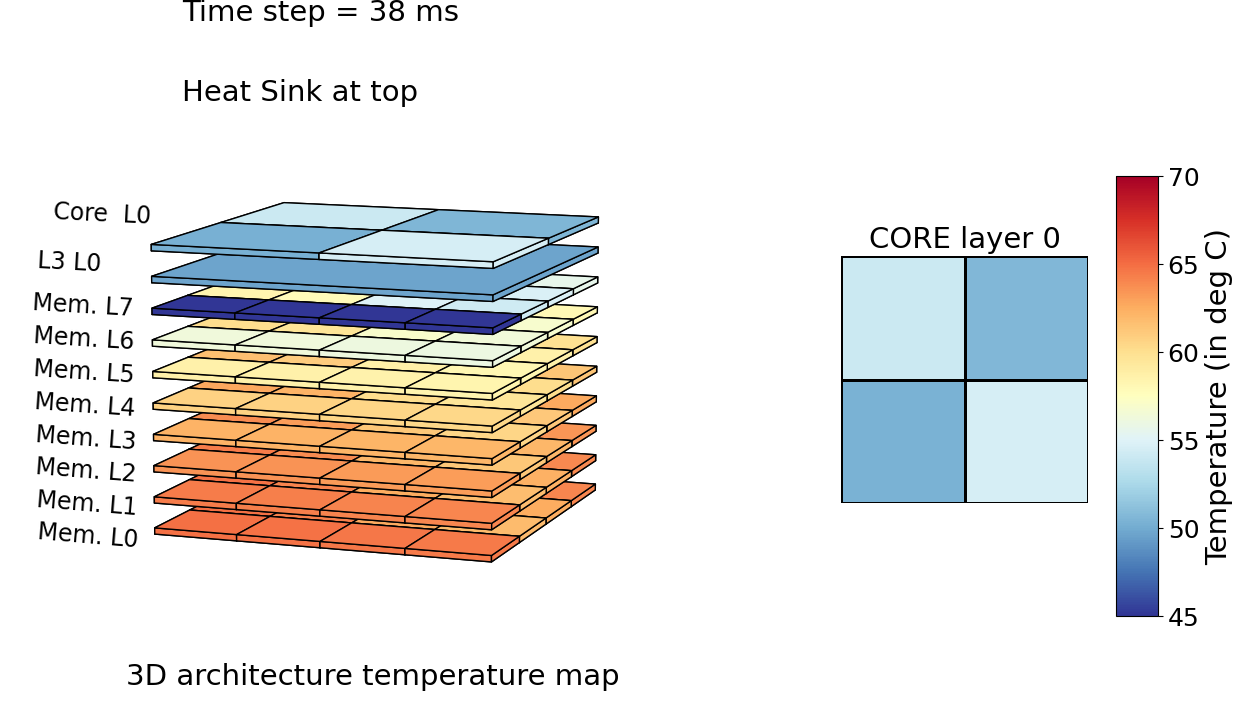 Time step = 38 ms
Heat Sink at top
Core L0
L3 L0
Mem. L7
Mem. L6
Mem. L5
Mem. L4
Mem. L3
Mem. L2
Mem. L1
Mem. L0
3D architecture temperature map
CORE layer 0
70
65
60
55
50
45
Temperature (in deg C)